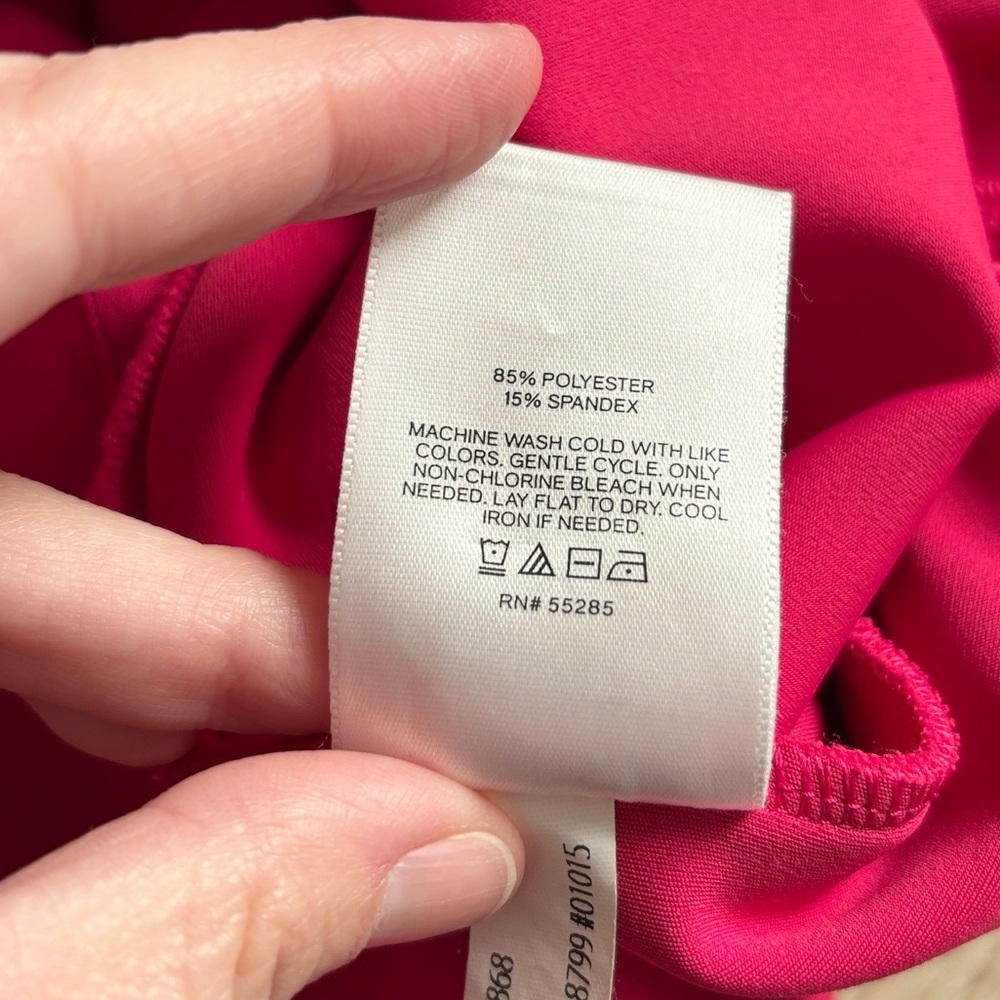 85% POLYESTER
15% SPANDEX
MACHINE WASH COLD WITH LIKE
COLORS. GENTLE CYCLE. ONLY
NON-CHLORINE BLEACH WHEN
NEEDED. LAY FLAT TO DRY. COOL
IRON IF NEEDED.
RN# 55285
868
8799 #01015